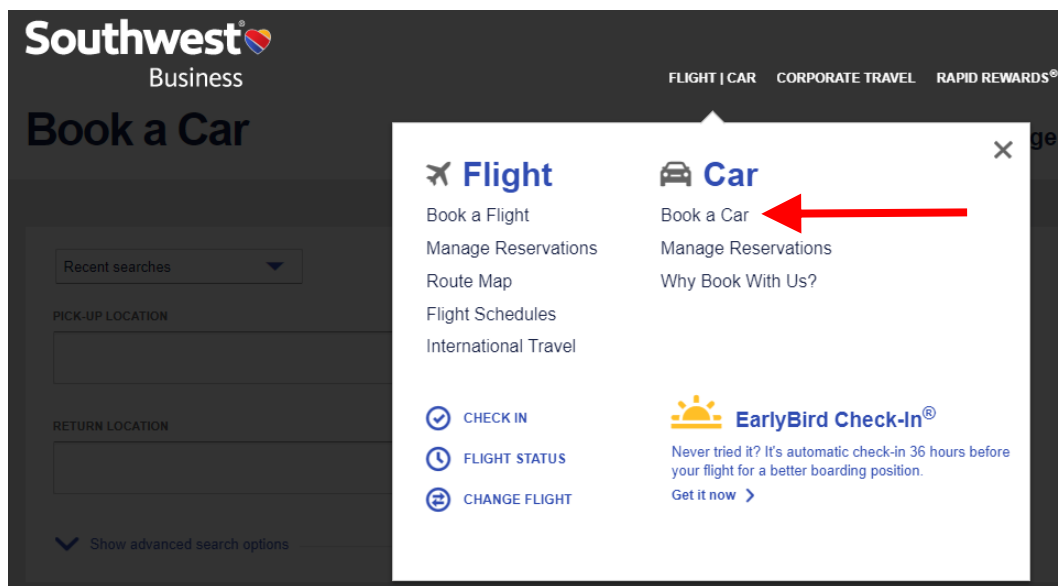 Southwest®
Business
FLIGHT | CAR CORPORATE TRAVEL RAPID REWARDS®
Book a Car
Flight
Book a Flight
Manage Reservations
Route Map
Flight Schedules
International Travel
Car
Book a Car
Manage Reservations
Why Book With Us?
CHECK IN
FLIGHT STATUS
CHANGE FLIGHT
EarlyBird Check-In®
Never tried it? It's automatic check-in 36 hours before
your flight for a better boarding position.
Get it now
Recent searches
PICK-UP LOCATION
RETURN LOCATION
Show advanced search options